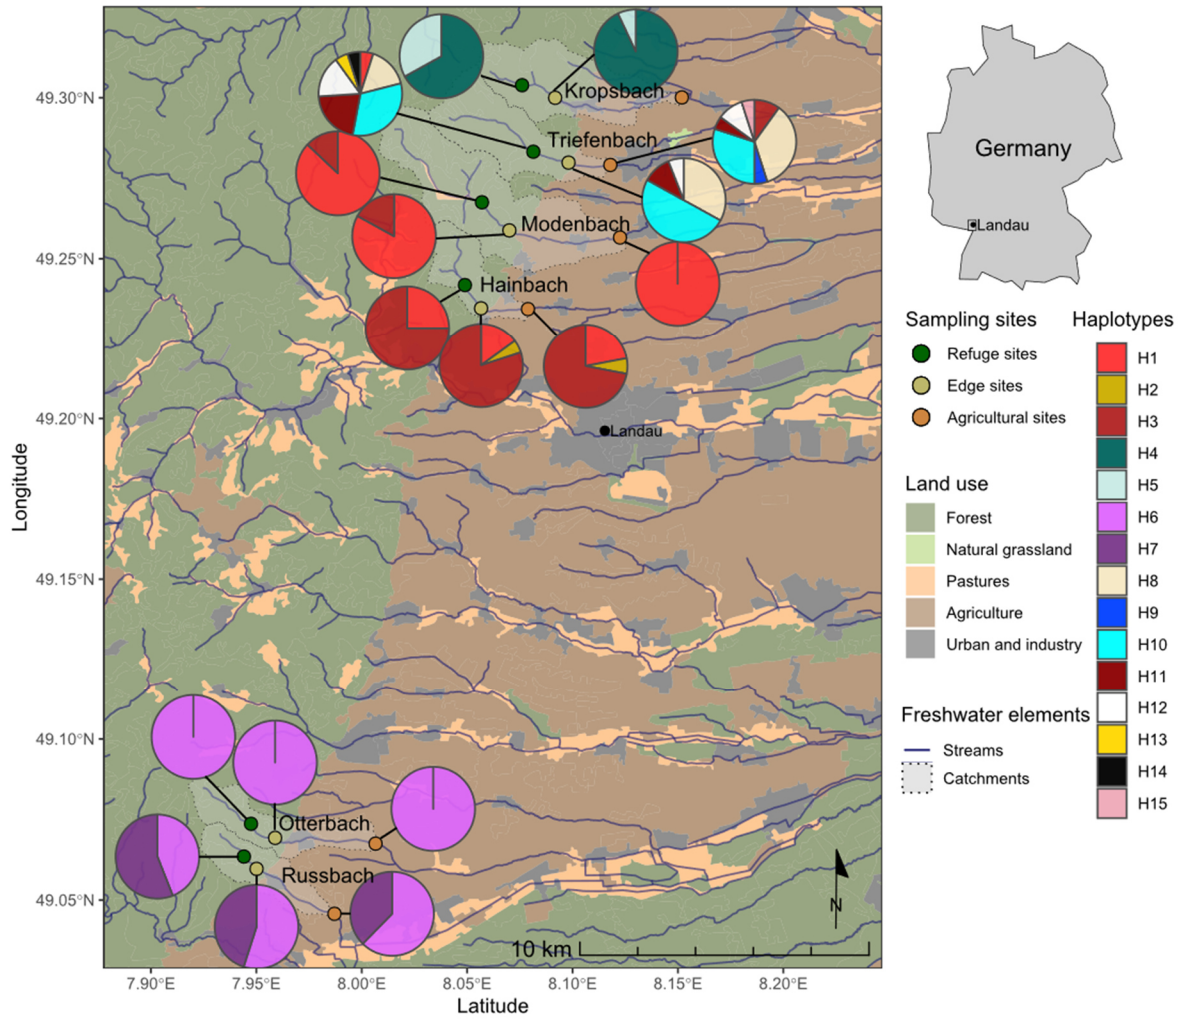 49.30°N
49.25°N
49.20°N
49.15°N
49.10°N
49.05°N
Longitude
7.90°E
7.95°E
8.00°E
8.05°E
8.10°E
8.15°E
8.20°E
Latitude
Kropsbach
Triefenbach
Modenbach
Hainbach
Landau
Otterbach
Russbach
10 km
N
Germany
Landau
Sampling sites
Refuge sites
Edge sites
Agricultural sites
Land use
Forest
Natural grassland
Pastures
Agriculture
Urban and industry
Freshwater elements
Streams
Catchments
Haplotypes
H1
H2
H3
H4
H5
H6
H7
H8
H9
H10
H11
H12
H13
H14
H15